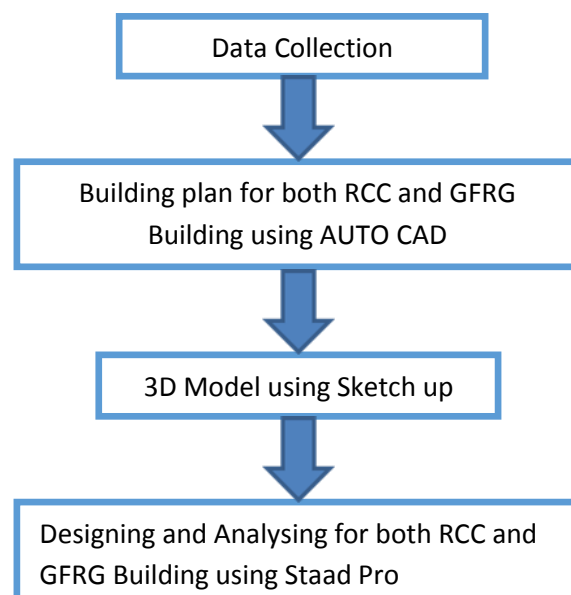 Data Collection
Building plan for both RCC and GFRG
Building using AUTO CAD
3D Model using Sketch up
Designing and Analysing for both RCC and
GFRG Building using Staad Pro